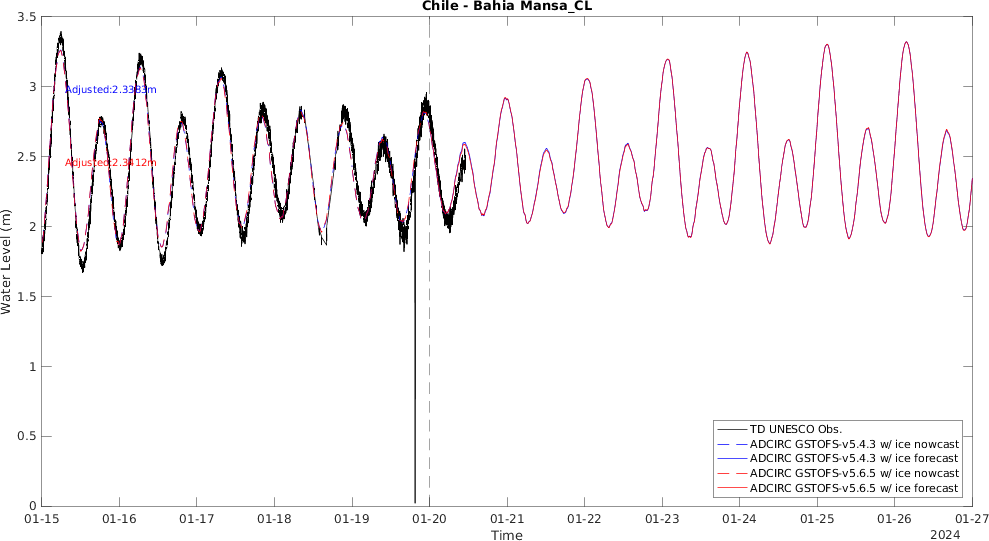 Chile - Bahia Mansa_CL
3.5
3
2.5
2
1.5
1
0.5
0
Water Level (m)
Adjusted:2.3383m
Adjusted:2.3412m
TD UNESCO Obs.
ADCIRC GSTOFS-v5.4.3 w/ ice nowcast
ADCIRC GSTOFS-v5.4.3 w/ ice forecast
ADCIRC GSTOFS-v5.6.5 w/ ice nowcast
ADCIRC GSTOFS-v5.6.5 w/ ice forecast
01-15 01-16 01-17 01-18 01-19 01-20 01-21 01-22 01-23 01-24 01-25 01-26 01-27
Time
2024